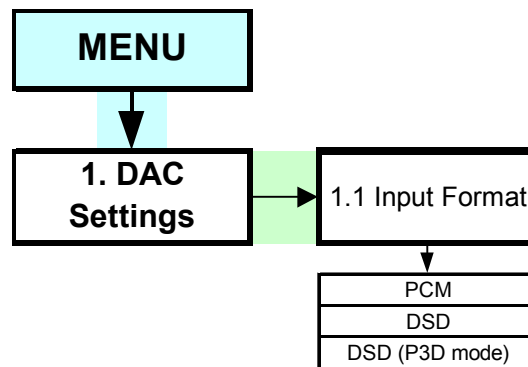 MENU
1. DAC
Settings
1.1 Input Format
PCM
DSD
DSD (P3D mode)